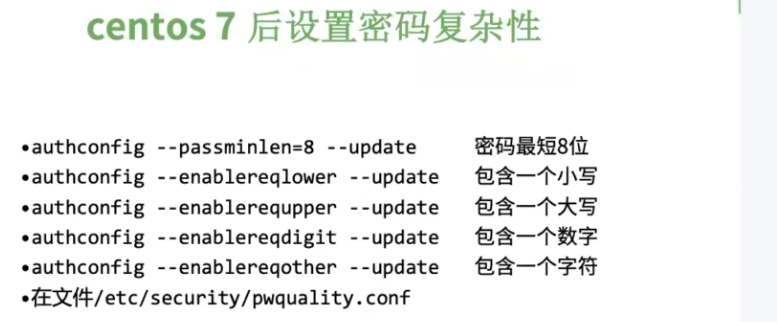 centos 7 后设置密码复杂性
•authconfig --passminlen=8 --update 密码最短8位
•authconfig --enablereqlower --update 包含一个小写
•authconfig --enablerequpper --update 包含一个大写
•authconfig --enablereqdigit --update 包含一个数字
•authconfig --enablereqother --update 包含一个字符
•在文件/etc/security/pwquality.conf